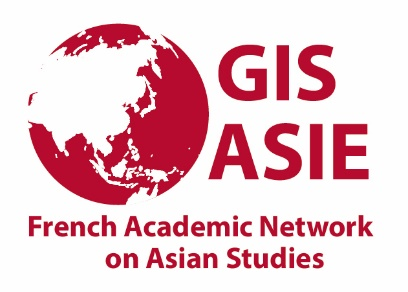 GIS
ASIE
French Academic Network
on Asian Studies